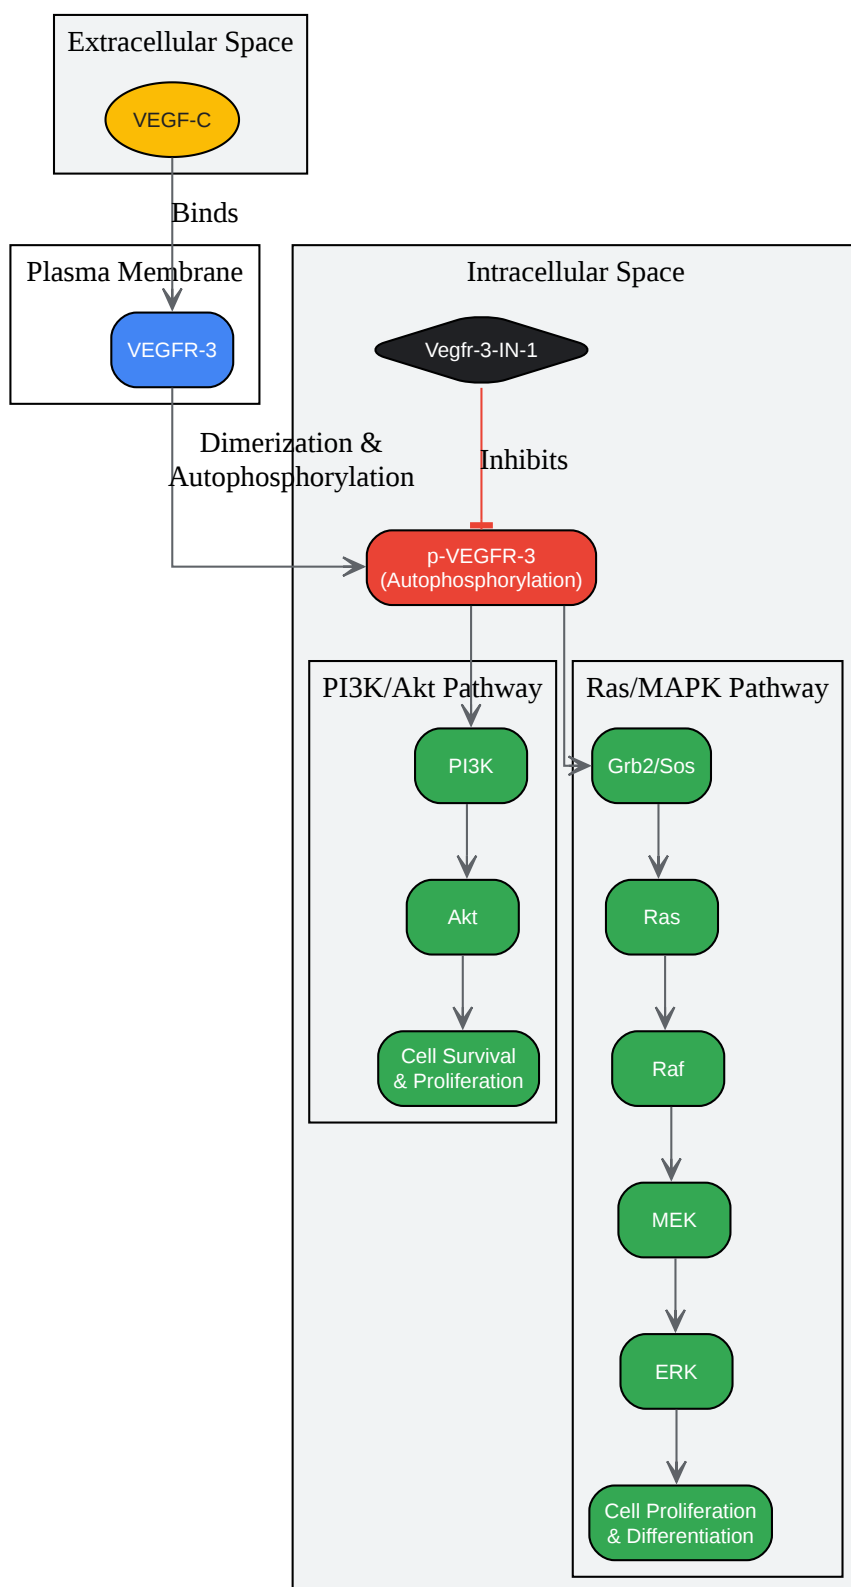 Extracellular Space
VEGF-C
Binds
Plasma Membrane
VEGFR-3
Intracellular Space
Vegfr-3-IN-1
Dimerization &
Autophosphorylation
Inhibits
p-VEGFR-3
(Autophosphorylation)
PI3K/Akt Pathway
PI3K
Akt
Cell Survival
& Proliferation
Ras/MAPK Pathway
Grb2/Sos
Ras
Raf
MEK
ERK
Cell Proliferation
& Differentiation